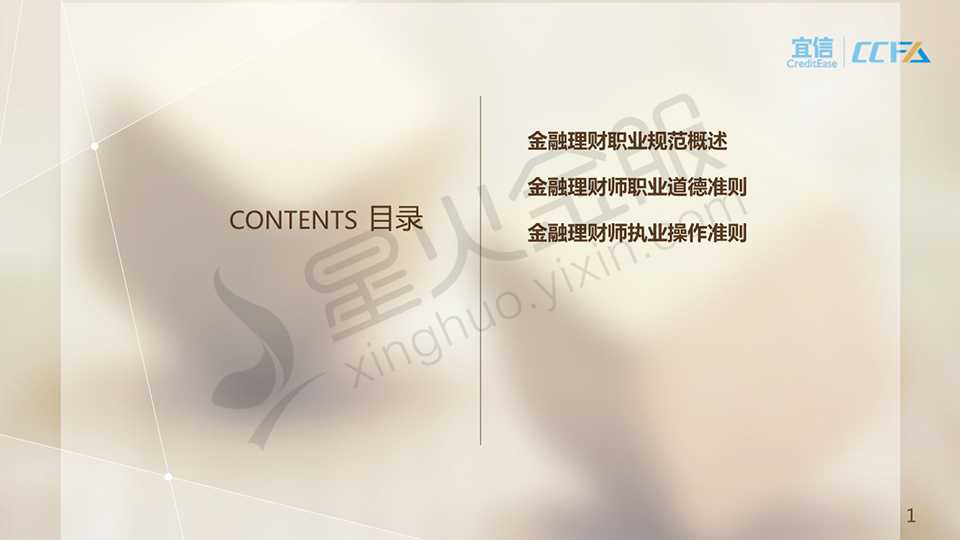 宜信
CreditEase
CCFA
金融理财职业规范概述
金融理财师职业道德准则
金融理财师执业操作准则
CONTENTS 目录
星火金服
xinghuo.yixin.com
1